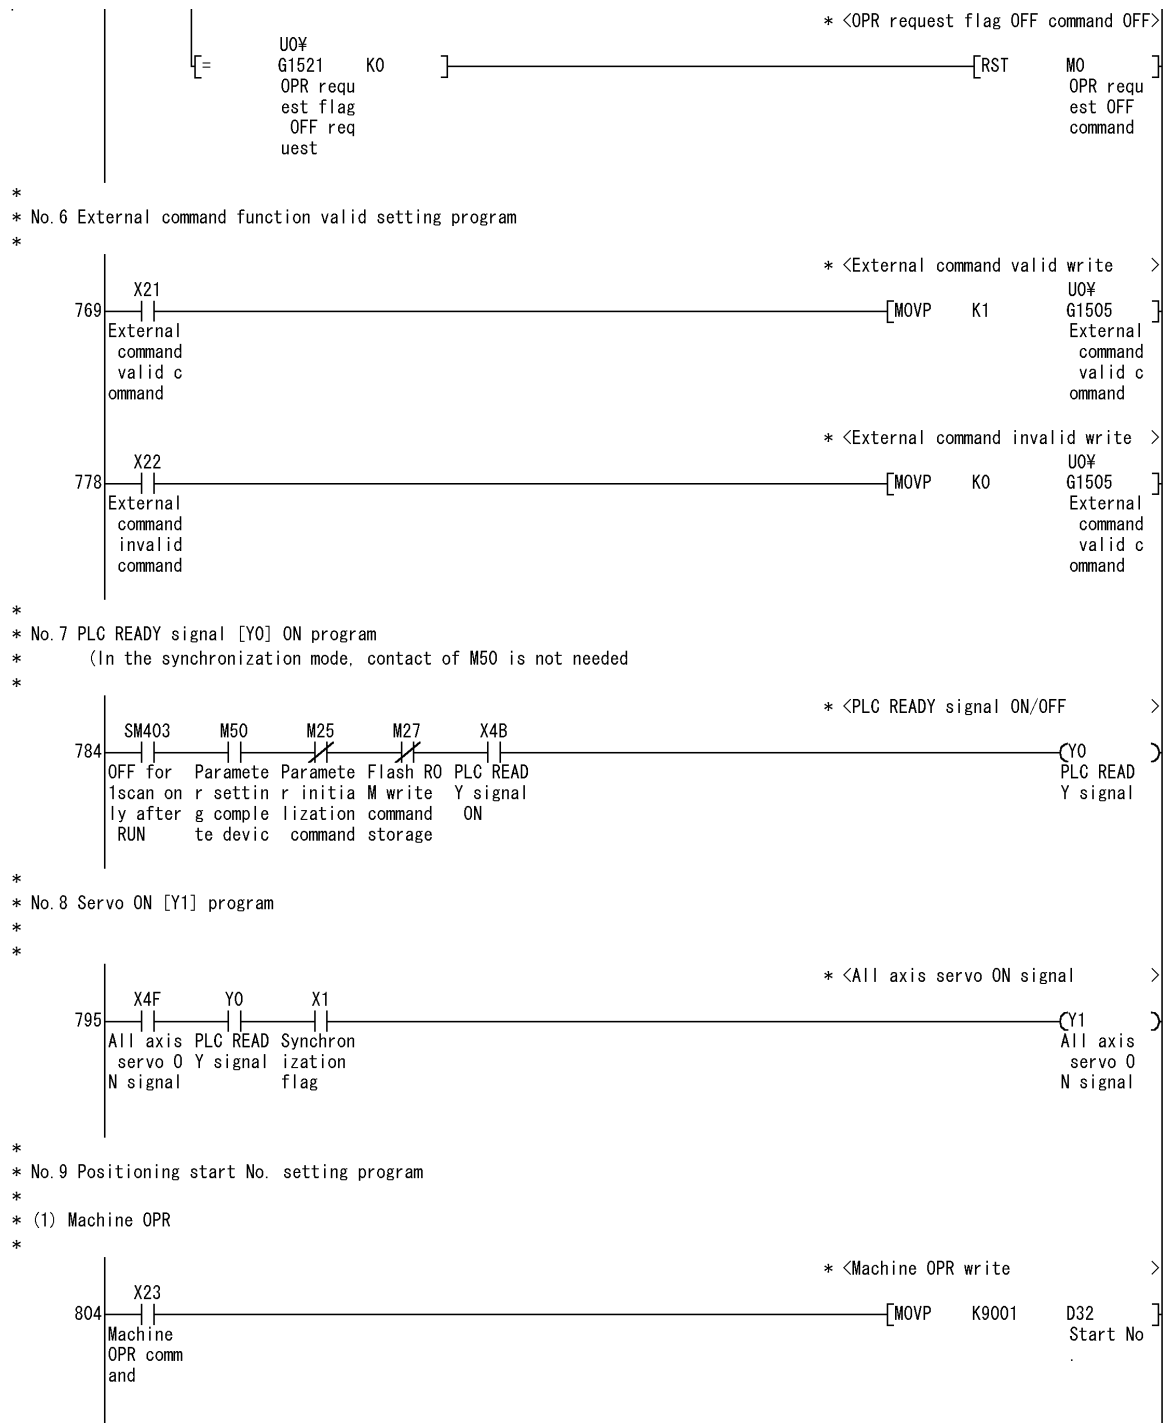 * <OPR request flag OFF command OFF>
U0¥
[= G1521 K0 ] [RST M0 ]
OPR requ OPR requ
est flag est OFF
OFF req command
uest
*
* No.6 External command function valid setting program
*
* <External command valid write >
X21 U0¥
769 [MOVP K1 G1505 ]
External External
command command
valid c valid c
ommand ommand
* <External command invalid write >
X22 U0¥
778 [MOVP K0 G1505 ]
External External
command command
invalid valid c
command ommand
*
* No.7 PLC READY signal [Y0] ON program
* (In the synchronization mode, contact of M50 is not needed
*
* <PLC READY signal ON/OFF >
SM403 M50 M25 M27 X4B
784 (Y0 )
OFF for Paramete Paramete Flash RO PLC READ PLC READ
1scan on r settin r initia M write Y signal Y signal
ly after g comple lization command ON
RUN te devic command storage
*
* No.8 Servo ON [Y1] program
*
*
* <All axis servo ON signal >
X4F Y0 X1
795 (Y1 )
All axis PLC READ Synchron All axis
servo O Y signal ization servo O
N signal flag N signal
*
* No.9 Positioning start No. setting program
*
* (1) Machine OPR
*
* <Machine OPR write >
X23
804 [MOVP K9001 D32 ]
Machine Start No
OPR comm .
and